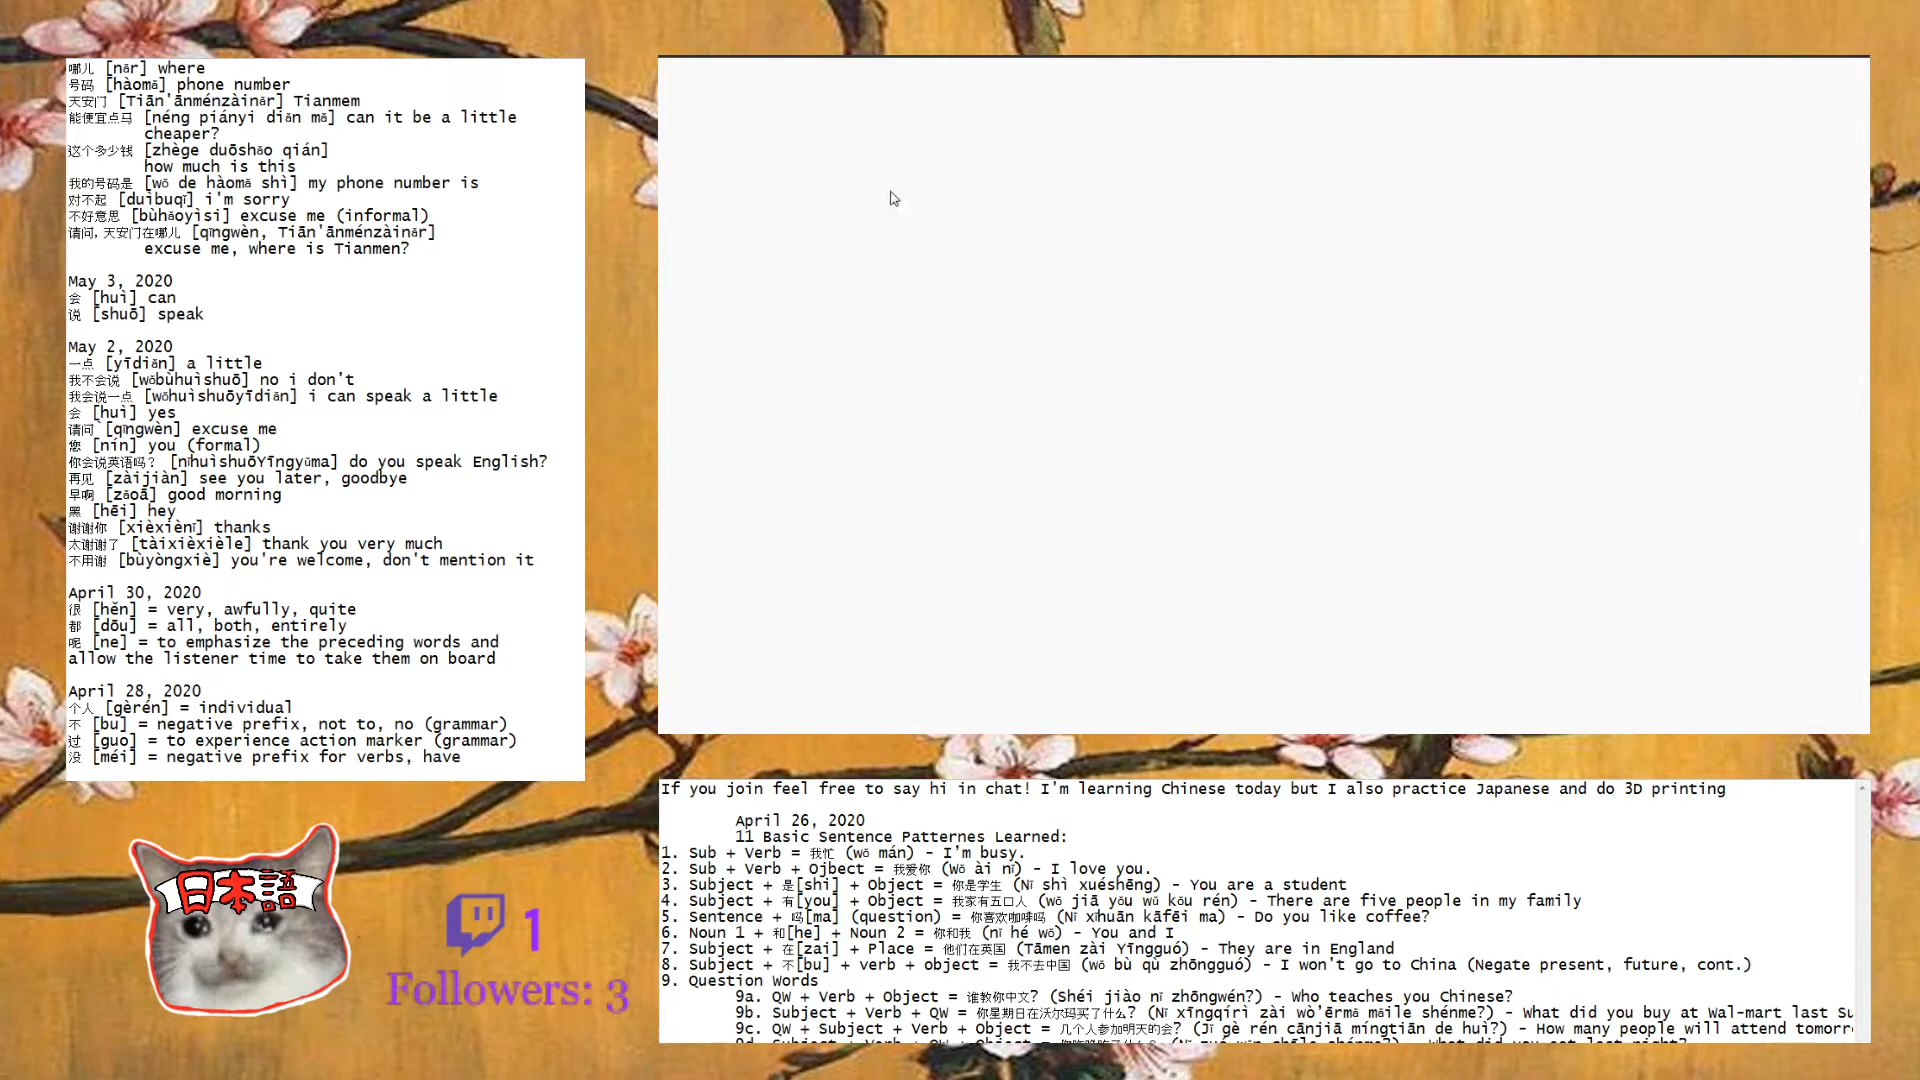 哪儿 [nǎr] where
号码 [hàomǎ] phone number
天安门 [Tiān'ānménzàinǎr] Tianmem
能便宜点马 [néng piányi diǎn mǎ] can it be a little
cheaper?
这个多少钱 [zhège duōshǎo qián]
how much is this
我的号码是 [wǒ de hàomǎ shì] my phone number is
对不起 [duìbuqǐ] i'm sorry
不好意思 [bùhǎoyìsi] excuse me (informal)
请问, 天安门在哪儿 [qǐngwèn, Tiān'ānménzàinǎr]
excuse me, where is Tianmen?
May 3, 2020
会 [huì] can
说 [shuō] speak
May 2, 2020
一点 [yīdiǎn] a little
我不会说 [wǒbùhuìshuō] no i don't
我会说一点 [wǒhuìshuōyīdiǎn] i can speak a little
会 [huì] yes
请问 [qǐngwèn] excuse me
您 [nín] you (formal)
你会说英语吗? [nǐhuìshuōYīngyǔma] do you speak English?
再见 [zàijiàn] see you later, goodbye
早啊 [zǎoā] good morning
黑 [hēi] hey
谢谢你 [xièxiènǐ] thanks
太谢谢了 [tàixièxièle] thank you very much
不用谢 [bùyòngxiè] you're welcome, don't mention it
April 30, 2020
很 [hěn] = very, awfully, quite
都 [dōu] = all, both, entirely
呢 [ne] = to emphasize the preceding words and
allow the listener time to take them on board
April 28, 2020
个人 [gèrén] = individual
不 [bu] = negative prefix, not to, no (grammar)
过 [guo] = to experience action marker (grammar)
没 [méi] = negative prefix for verbs, have
If you join feel free to say hi in chat! I'm learning Chinese today but I also practice Japanese and do 3D printing
April 26, 2020
11 Basic Sentence Patternes Learned:
1. Sub + Verb = 我忙 (wǒ mán) - I'm busy.
2. Sub + Verb + Ojbect = 我爱你 (Wǒ ài nǐ) - I love you.
3. Subject + 是[shi] + Object = 你是学生 (Nǐ shì xuéshēng) - You are a student
4. Subject + 有[you] + Object = 我家有五口人 (wǒ jiā yǒu wǔ kǒu rén) - There are five people in my family
5. Sentence + 吗[ma] (question) = 你喜欢咖啡吗 (Nǐ xǐhuān kāfēi ma) - Do you like coffee?
6. Noun 1 + 和[he] + Noun 2 = 你和我 (nǐ hé wǒ) - You and I
7. Subject + 在[zai] + Place = 他们在英国 (Tāmen zài Yīngguó) - They are in England
8. Subject + 不[bu] + verb + object = 我不去中国 (wǒ bù qù zhōngguó) - I won't go to China (Negate present, future, cont.)
9. Question Words
9a. QW + Verb + Object = 谁教你中文? (Shéi jiào nǐ zhōngwén?) - Who teaches you Chinese?
9b. Subject + Verb + QW = 你星期日在沃尔玛买了什么? (Nǐ xīngqírì zài wò'ērmǎ mǎile shénme?) - What did you buy at Wal-mart last Su
9c. QW + Subject + Verb + Object = 几个人参加明天的会? (Jǐ gè rén cānjiā míngtiān de huì?) - How many people will attend tomorr
日本語
1
Followers: 3